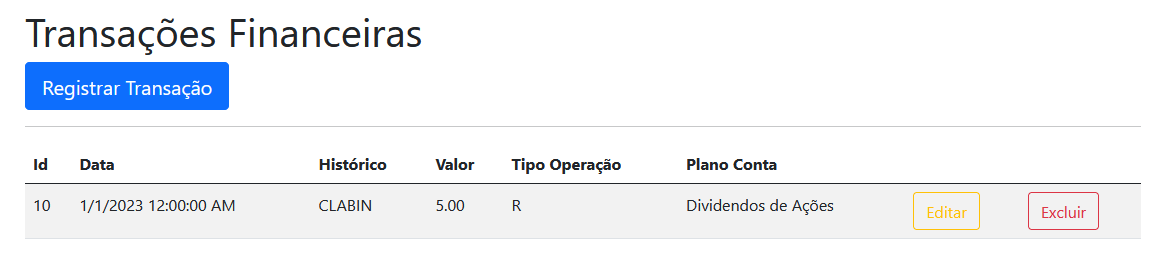 Transações Financeiras
Registrar Transação
Id Data Histórico Valor Tipo Operação Plano Conta
10 1/1/2023 12:00:00 AM CLABIN 5.00 R Dividendos de Ações Editar Excluir